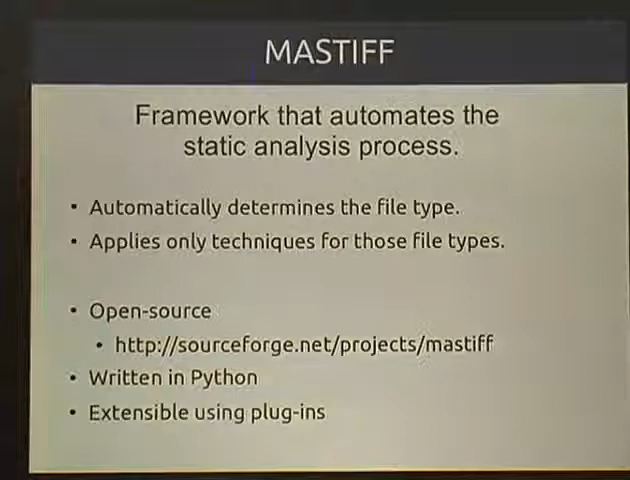 MASTIFF
Framework that automates the
static analysis process.
• Automatically determines the file type.
• Applies only techniques for those file types.
• Open-source
• http://sourceforge.net/projects/mastiff
• Written in Python
• Extensible using plug-ins